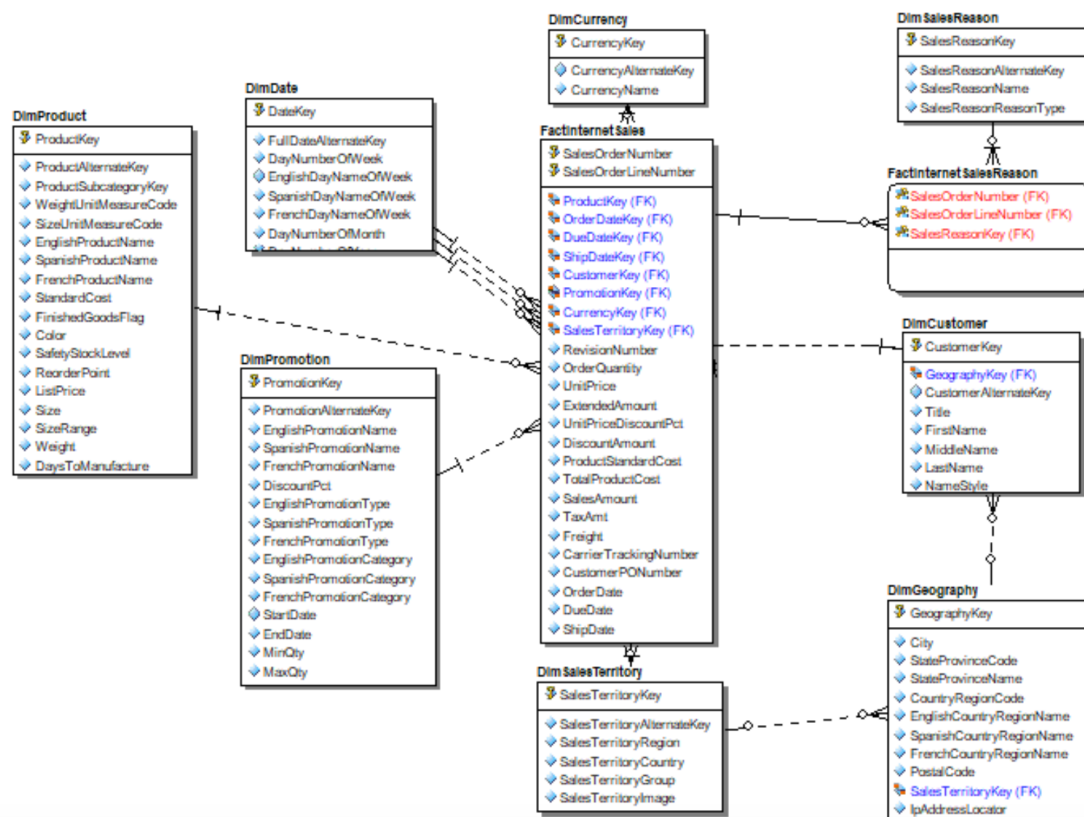 DimCurrency
CurrencyKey
CurrencyAlternateKey
CurrencyName
DimSalesReason
SalesReasonKey
SalesReasonAlternateKey
SalesReasonName
SalesReasonReasonType
DimDate
DateKey
FullDateAlternateKey
DayNumberOfWeek
EnglishDayNameOfWeek
SpanishDayNameOfWeek
FrenchDayNameOfWeek
DayNumberOfMonth
DimProduct
ProductKey
ProductAlternateKey
ProductSubcategoryKey
WeightUnitMeasureCode
SizeUnitMeasureCode
EnglishProductName
SpanishProductName
FrenchProductName
StandardCost
FinishedGoodsFlag
Color
SafetyStockLevel
ReorderPoint
ListPrice
Size
SizeRange
Weight
DaysToManufacture
FactInternetSales
SalesOrderNumber
SalesOrderLineNumber
ProductKey (FK)
OrderDateKey (FK)
DueDateKey (FK)
ShipDateKey (FK)
CustomerKey (FK)
PromotionKey (FK)
CurrencyKey (FK)
SalesTerritoryKey (FK)
RevisionNumber
OrderQuantity
UnitPrice
ExtendedAmount
UnitPriceDiscountPct
DiscountAmount
ProductStandardCost
TotalProductCost
SalesAmount
TaxAmt
Freight
CarrierTrackingNumber
CustomerPONumber
OrderDate
DueDate
ShipDate
FactInternetSalesReason
SalesOrderNumber (FK)
SalesOrderLineNumber (FK)
SalesReasonKey (FK)
DimCustomer
CustomerKey
GeographyKey (FK)
CustomerAlternateKey
Title
FirstName
MiddleName
LastName
NameStyle
DimPromotion
PromotionKey
PromotionAlternateKey
EnglishPromotionName
SpanishPromotionName
FrenchPromotionName
DiscountPct
EnglishPromotionType
SpanishPromotionType
FrenchPromotionType
EnglishPromotionCategory
SpanishPromotionCategory
FrenchPromotionCategory
StartDate
EndDate
MinQty
MaxQty
DimSalesTerritory
SalesTerritoryKey
SalesTerritoryAlternateKey
SalesTerritoryRegion
SalesTerritoryCountry
SalesTerritoryGroup
SalesTerritoryImage
DimGeography
GeographyKey
City
StateProvinceCode
StateProvinceName
CountryRegionCode
EnglishCountryRegionName
SpanishCountryRegionName
FrenchCountryRegionName
PostalCode
SalesTerritoryKey (FK)
IpAddressLocator